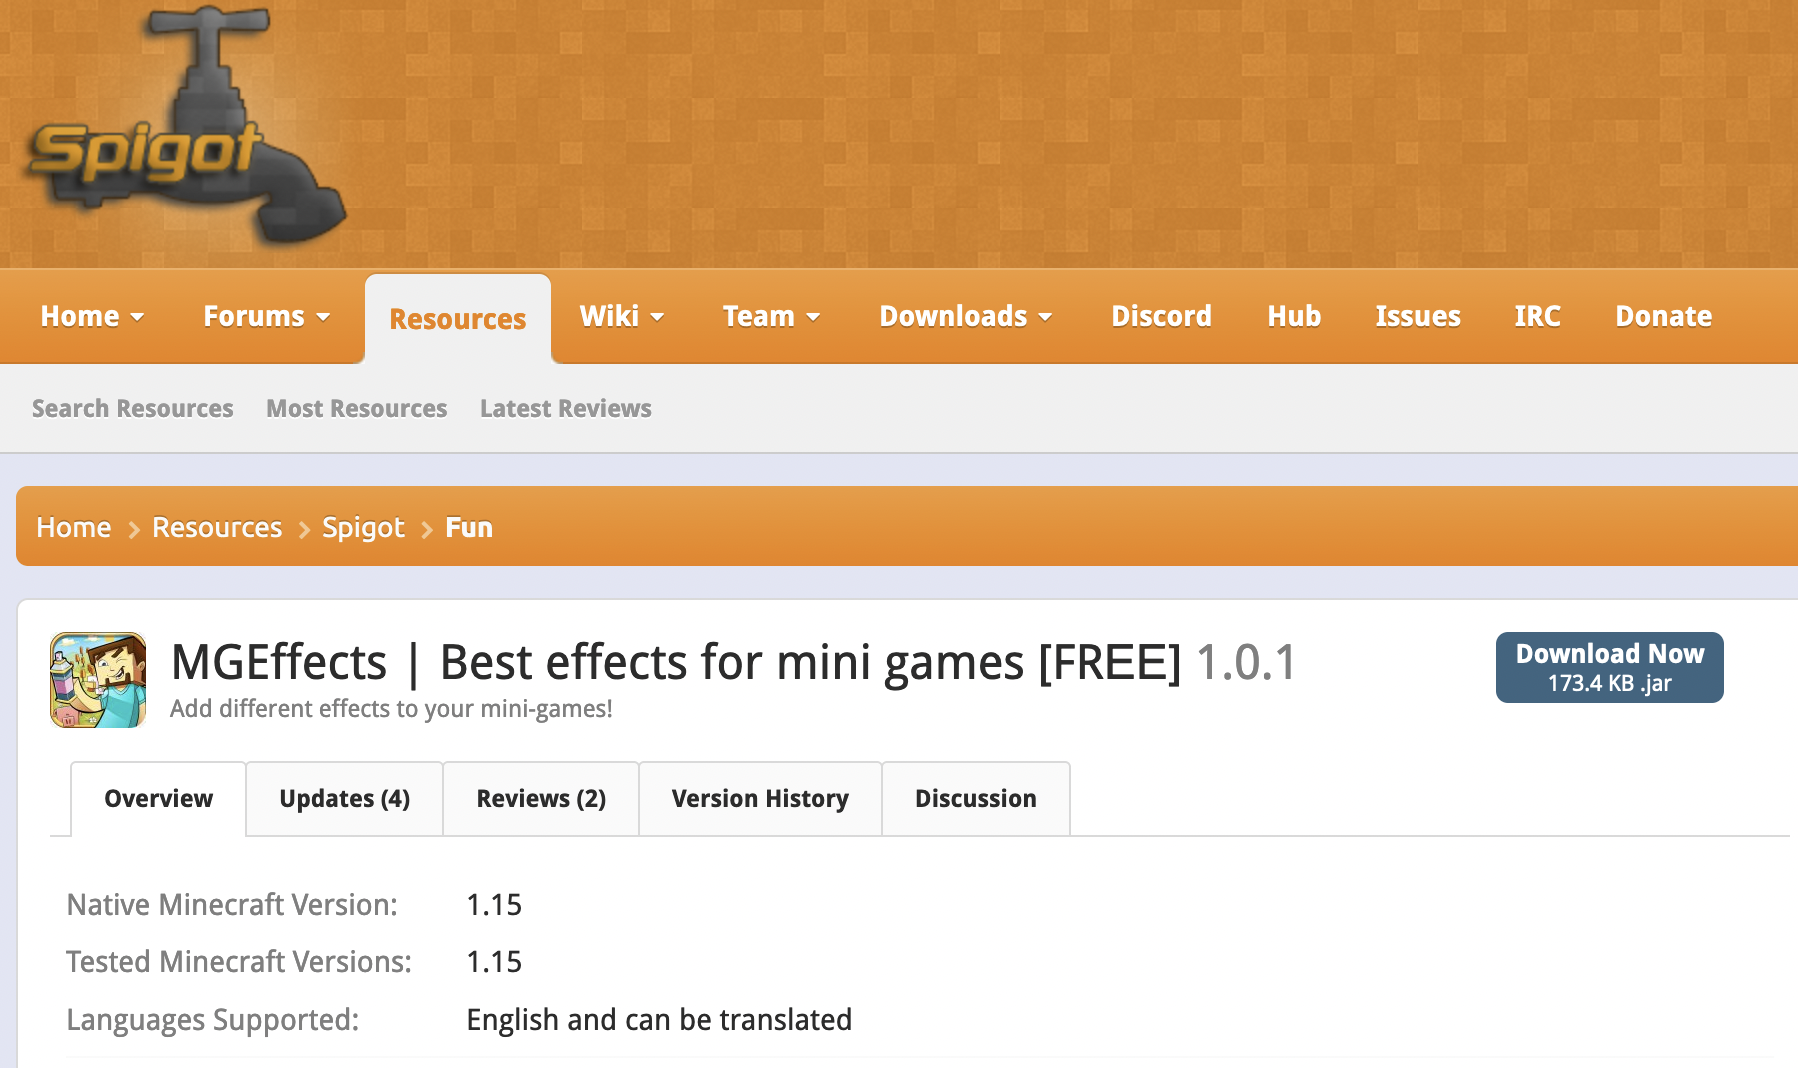 Spigot
Home Forums Resources Wiki Team Downloads Discord Hub Issues IRC Donate
Search Resources Most Resources Latest Reviews
Home Resources Spigot Fun
MGEffects | Best effects for mini games [FREE] 1.0.1
Add different effects to your mini-games!
Download Now
173.4 KB .jar
Overview Updates (4) Reviews (2) Version History Discussion
Native Minecraft Version: 1.15
Tested Minecraft Versions: 1.15
Languages Supported: English and can be translated